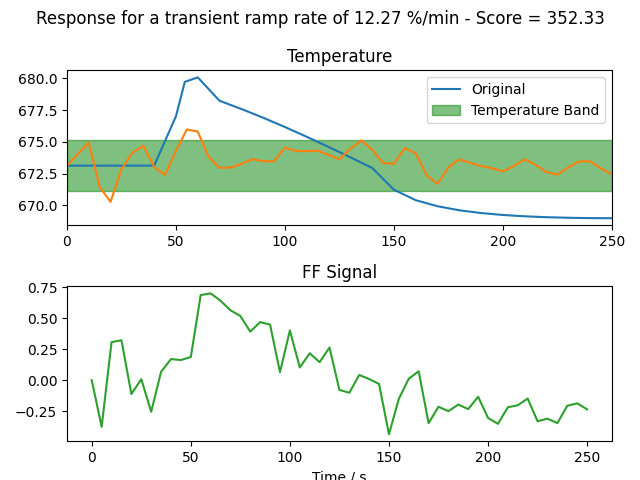 Response for a transient ramp rate of 12.27 %/min - Score = 352.33
Temperature
680.0
677.5
675.0
672.5
670.0
Original
Temperature Band
0 50 100 150 200 250
FF Signal
0.75
0.50
0.25
0.00
−0.25
0 50 100 150 200 250
Time / s